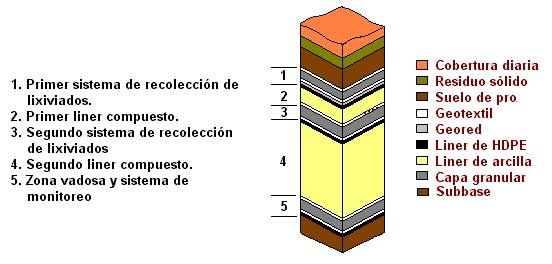 1. Primer sistema de recolección de
lixiviados.
2. Primer liner compuesto.
3. Segundo sistema de recolección
de lixiviados
4. Segundo liner compuesto.
5. Zona vadosa y sistema de
monitoreo
1
2
3
4
5
Cobertura diaria
Residuo sólido
Suelo de pro.
Geotextil
Geored
Liner de HDPE
Liner de arcilla
Capa granular
Subbase